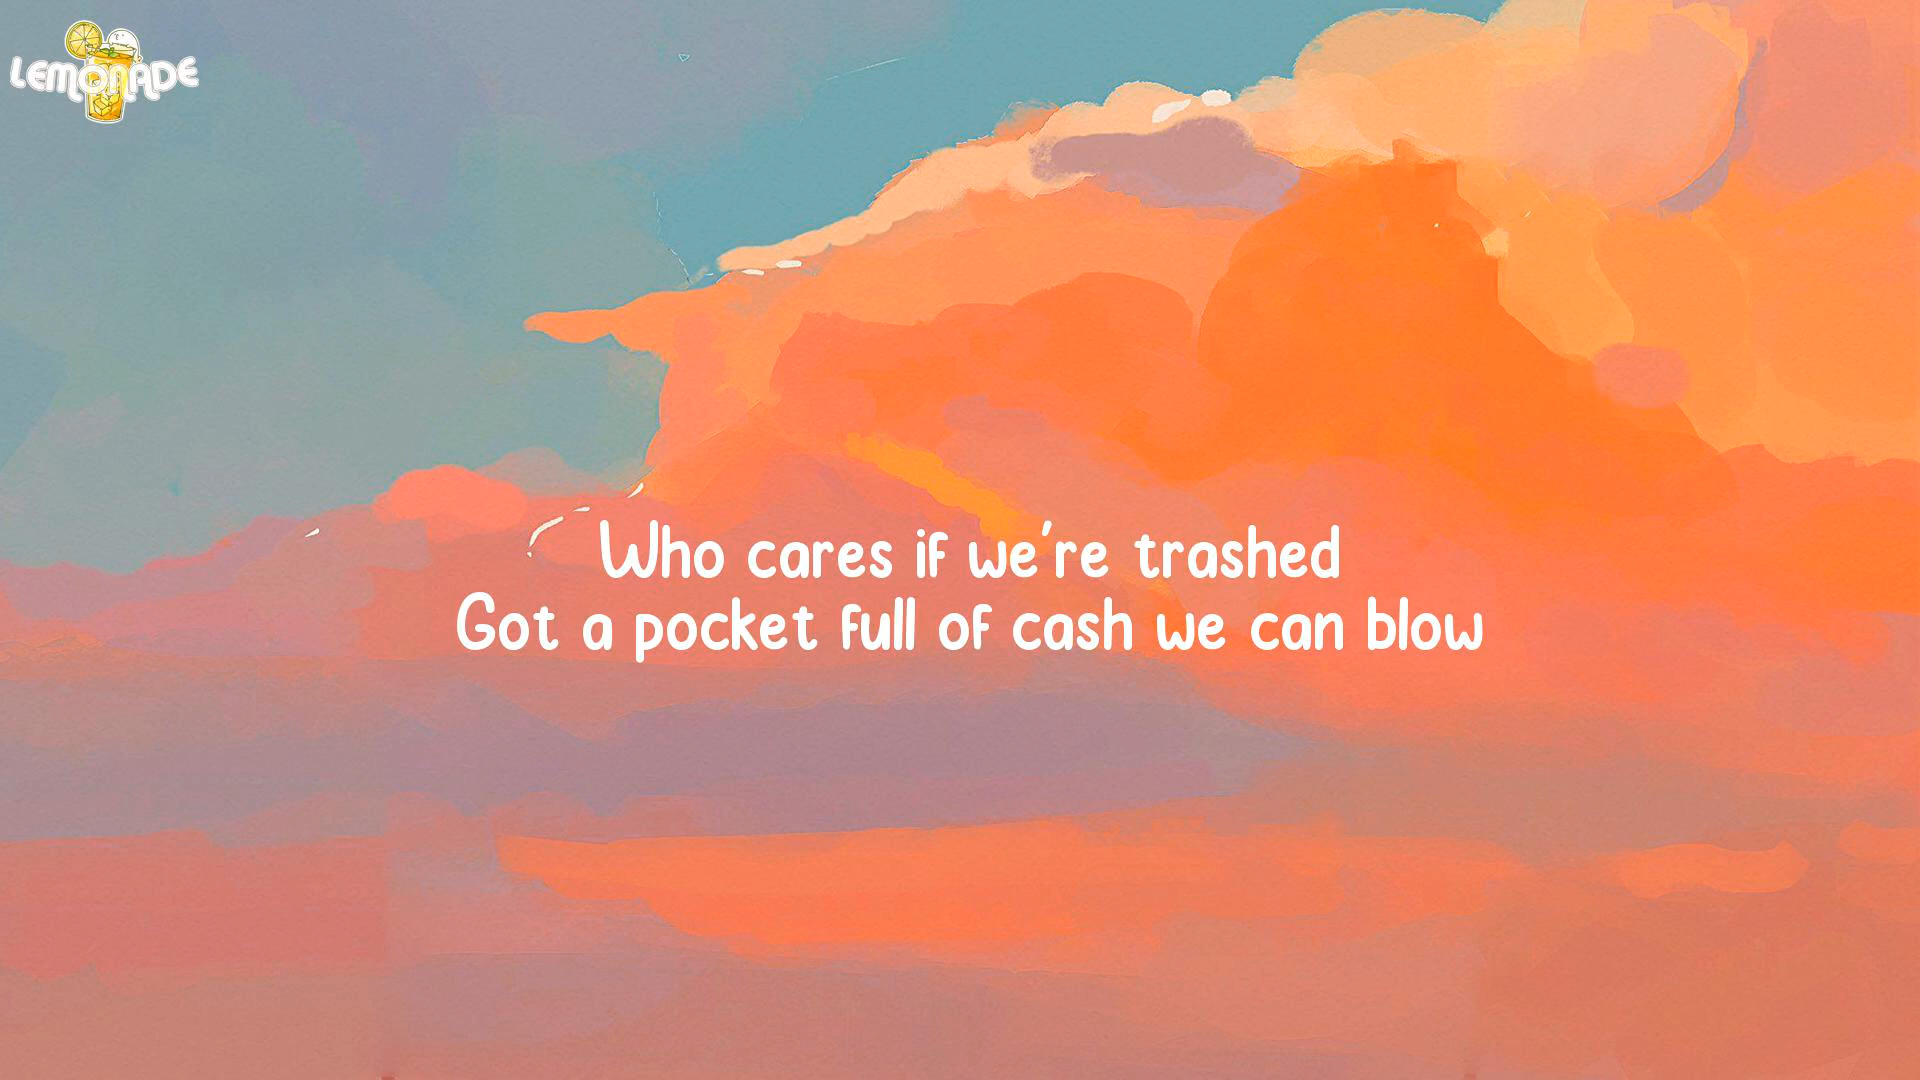 LEMONADE
Who cares if we're trashed
Got a pocket full of cash we can blow